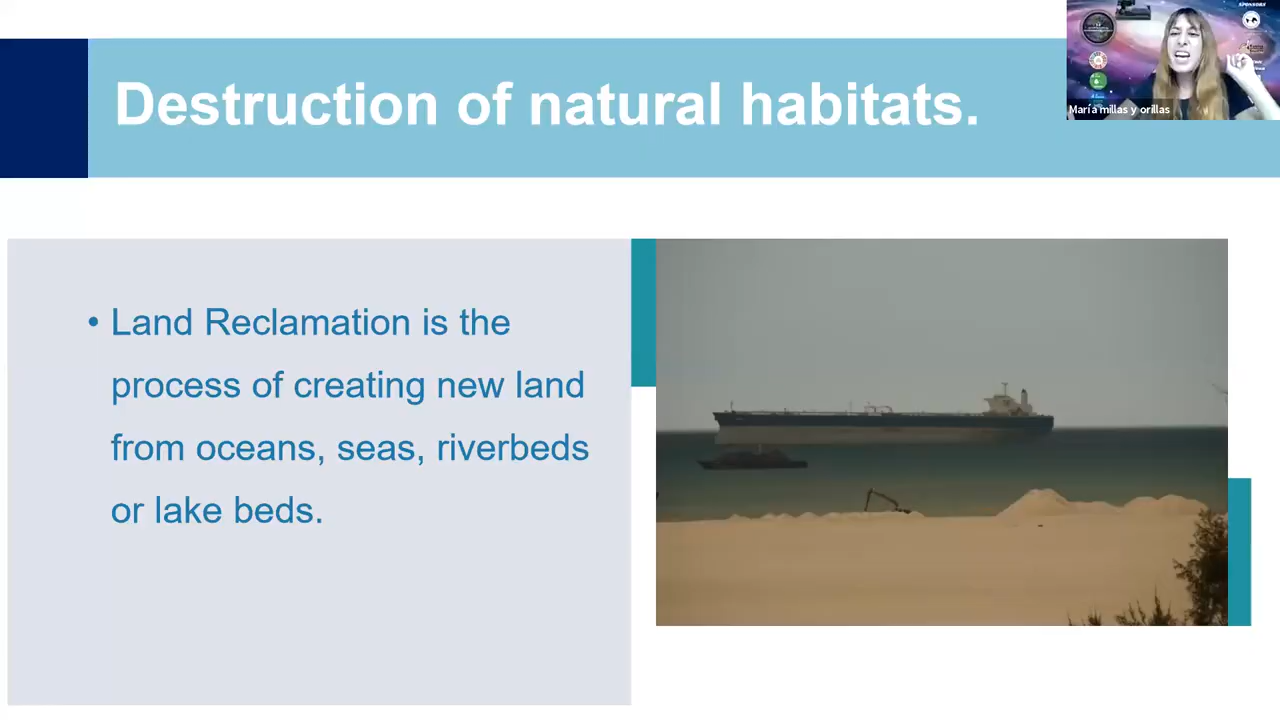 SPONSORS
Destruction of natural habitats.
María millas y orillas
• Land Reclamation is the
process of creating new land
from oceans, seas, riverbeds
or lake beds.